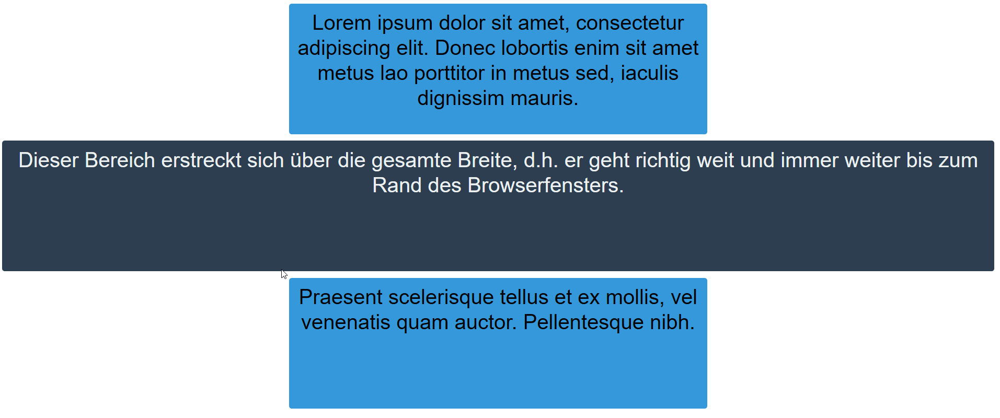 Lorem ipsum dolor sit amet, consectetur
adipiscing elit. Donec lobortis enim sit amet
metus lao porttitor in metus sed, iaculis
dignissim mauris.
Dieser Bereich erstreckt sich über die gesamte Breite, d.h. er geht richtig weit und immer weiter bis zum
Rand des Browserfensters.
Praesent scelerisque tellus et ex mollis, vel
venenatis quam auctor. Pellentesque nibh.